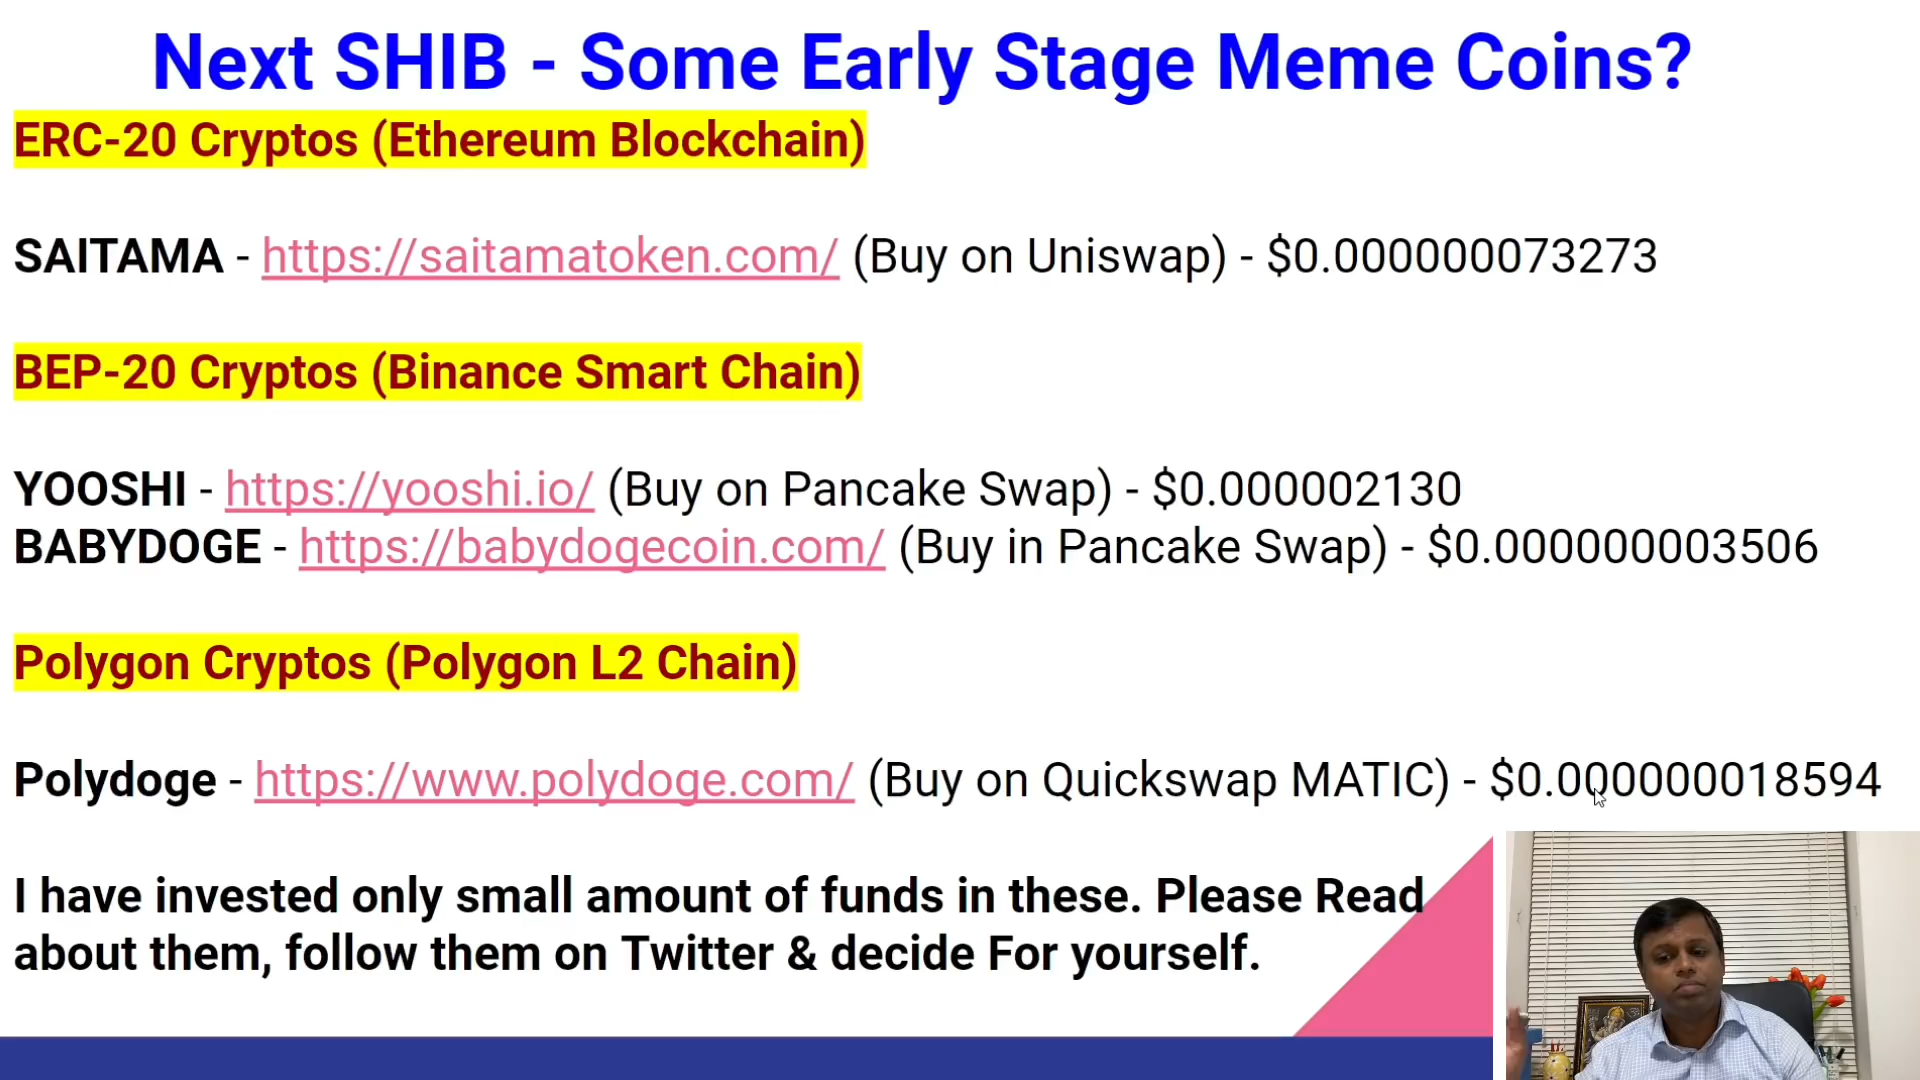 Next SHIB - Some Early Stage Meme Coins?
ERC-20 Cryptos (Ethereum Blockchain)
SAITAMA - https://saitamatoken.com/ (Buy on Uniswap) - $0.000000073273
BEP-20 Cryptos (Binance Smart Chain)
YOOSHI - https://yooshi.io/ (Buy on Pancake Swap) - $0.000002130
BABYDOGE - https://babydogecoin.com/ (Buy in Pancake Swap) - $0.000000003506
Polygon Cryptos (Polygon L2 Chain)
Polydoge - https://www.polydoge.com/ (Buy on Quickswap MATIC) - $0.000000018594
I have invested only small amount of funds in these. Please Read
about them, follow them on Twitter & decide For yourself.